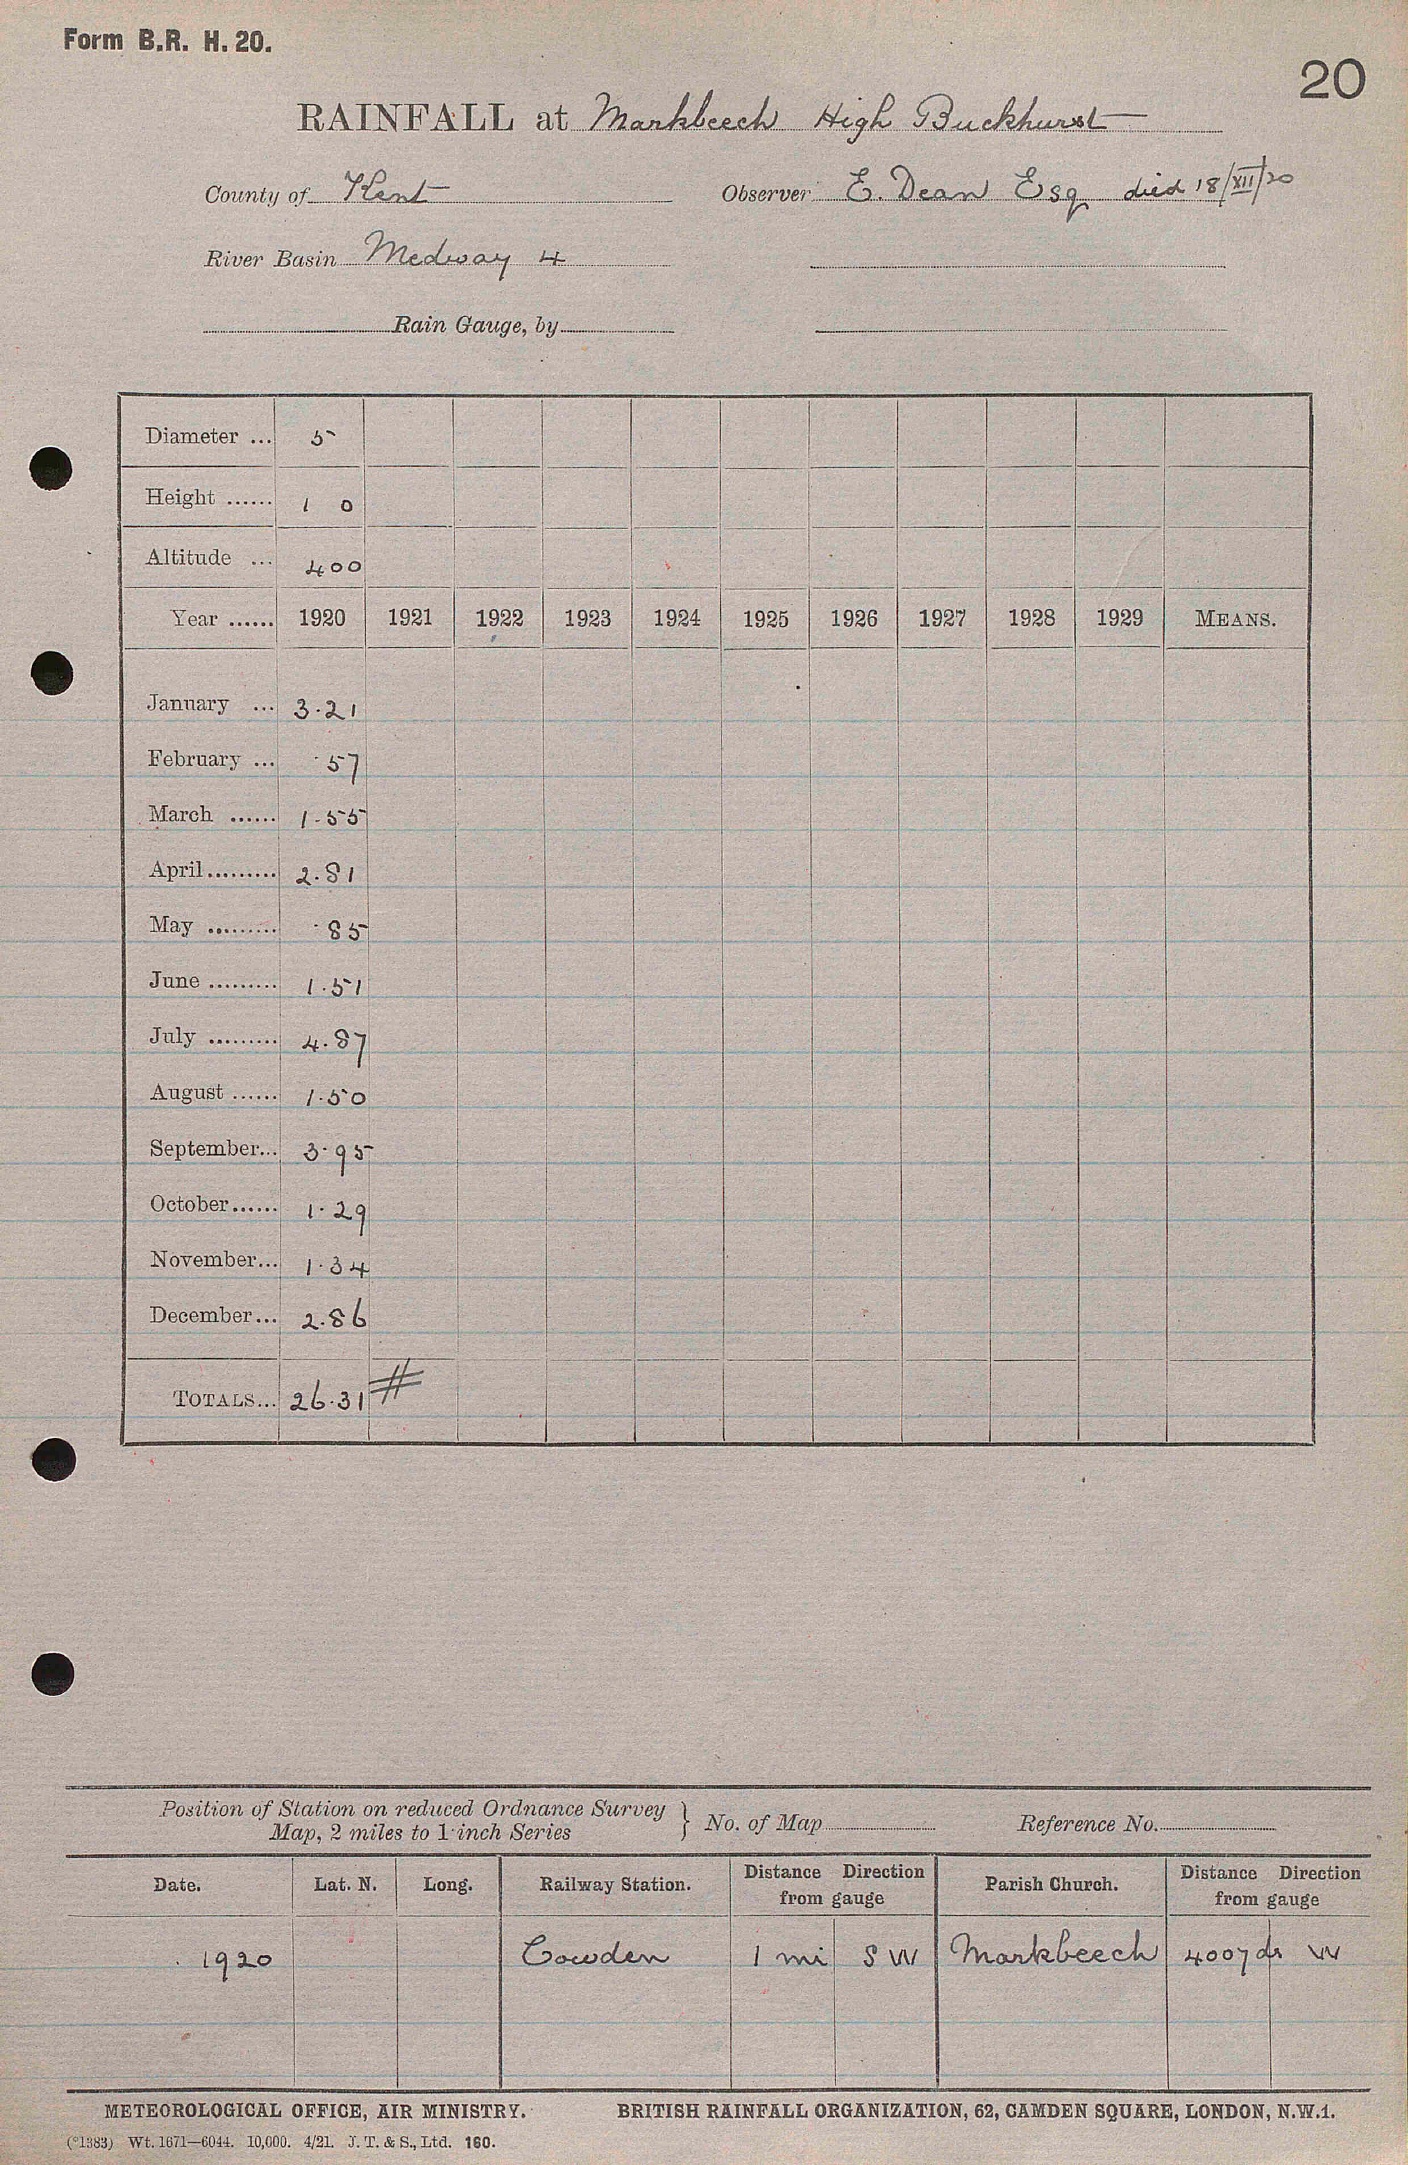 Form B.R. H. 20.
20
RAINFALL at Markbeech High Buckhurst
County of Kent Observer E. Dean Esq died 18/XII/20
River Basin Medway 4
Rain Gauge, by
Diameter ... 5
Height ...... 1 0
Altitude ... 400
Year ...... 1920 1921 1922 1923 1924 1925 1926 1927 1928 1929 MEANS.
January ... 3.21
February ... .57
March ...... 1.55
April ......... 2.81
May ......... .85
June ......... 1.51
July ......... 4.87
August ...... 1.50
September... 3.95
October...... 1.29
November... 1.34
December... 2.86
TOTALS... 26.31 #
Position of Station on reduced Ordnance Survey
Map, 2 miles to 1 inch Series } No. of Map Reference No.
Date. Lat. N. Long. Railway Station. Distance Direction from gauge Parish Church. Distance Direction from gauge
1920 Cowden 1 mi SW Markbeech 400 yds W
METEOROLOGICAL OFFICE, AIR MINISTRY. BRITISH RAINFALL ORGANIZATION, 62, CAMDEN SQUARE, LONDON, N.W.1.
(*1383) Wt. 1671—6044. 10,000. 4/21. J. T. & S., Ltd. 160.